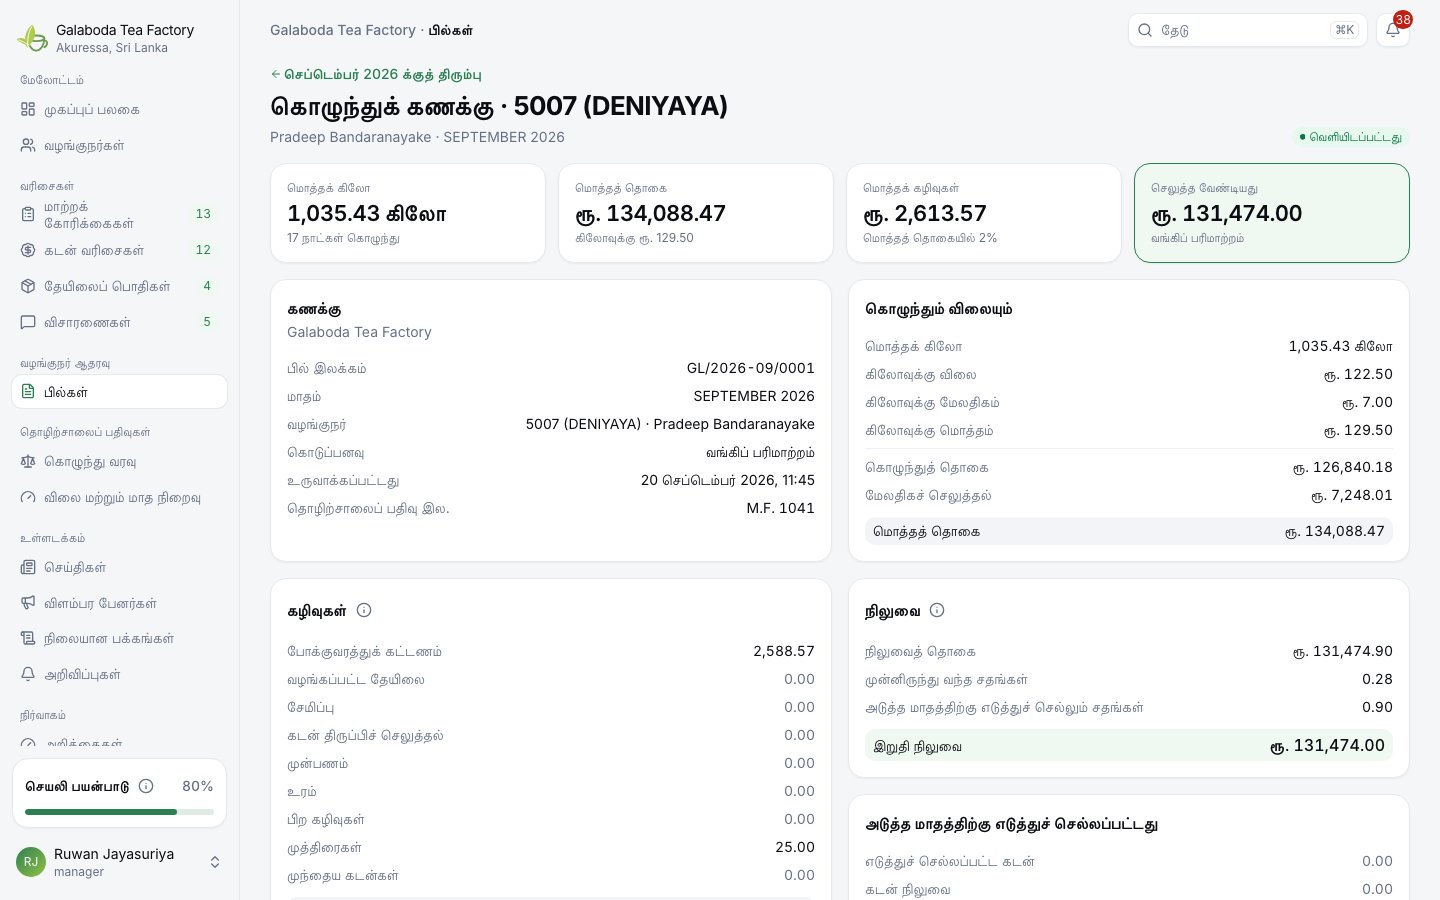 Galaboda Tea Factory
Akuressa, Sri Lanka
மேலோட்டம்
முகப்புப் பலகை
வழங்குநர்கள்
வரிசைகள்
மாற்றக்
கோரிக்கைகள் 13
கடன் வரிசைகள் 12
தேயிலைப் பொதிகள் 4
விசாரணைகள் 5
வழங்குநர் ஆதரவு
பில்கள்
தொழிற்சாலைப் பதிவுகள்
கொழுந்து வரவு
விலை மற்றும் மாத நிறைவு
உள்ளடக்கம்
செய்திகள்
விளம்பர பேனர்கள்
நிலையான பக்கங்கள்
அறிவிப்புகள்
நிர்வாகம்
அறிக்கைகள்
செயலி பயன்பாடு 80%
RJ
Ruwan Jayasuriya
manager
Galaboda Tea Factory · பில்கள்
தேடு ⌘K
38
← செப்டெம்பர் 2026 க்குத் திரும்பு
கொழுந்துக் கணக்கு · 5007 (DENIYAYA)
Pradeep Bandaranayake · SEPTEMBER 2026
வெளியிடப்பட்டது
மொத்தக் கிலோ
1,035.43 கிலோ
17 நாட்கள் கொழுந்து
மொத்தத் தொகை
ரூ. 134,088.47
கிலோவுக்கு ரூ. 129.50
மொத்தக் கழிவுகள்
ரூ. 2,613.57
மொத்தத் தொகையில் 2%
செலுத்த வேண்டியது
ரூ. 131,474.00
வங்கிப் பரிமாற்றம்
கணக்கு
Galaboda Tea Factory
பில் இலக்கம் GL/2026-09/0001
மாதம் SEPTEMBER 2026
வழங்குநர் 5007 (DENIYAYA) · Pradeep Bandaranayake
கொடுப்பனவு வங்கிப் பரிமாற்றம்
உருவாக்கப்பட்டது 20 செப்டெம்பர் 2026, 11:45
தொழிற்சாலைப் பதிவு இல. M.F. 1041
கொழுந்தும் விலையும்
மொத்தக் கிலோ 1,035.43 கிலோ
கிலோவுக்கு விலை ரூ. 122.50
கிலோவுக்கு மேலதிகம் ரூ. 7.00
கிலோவுக்கு மொத்தம் ரூ. 129.50
கொழுந்துத் தொகை ரூ. 126,840.18
மேலதிகச் செலுத்தல் ரூ. 7,248.01
மொத்தத் தொகை ரூ. 134,088.47
கழிவுகள்
போக்குவரத்துக் கட்டணம் 2,588.57
வழங்கப்பட்ட தேயிலை 0.00
சேமிப்பு 0.00
கடன் திருப்பிச் செலுத்தல் 0.00
முன்பணம் 0.00
உரம் 0.00
பிற கழிவுகள் 0.00
முத்திரைகள் 25.00
முந்தைய கடன்கள் 0.00
நிலுவை
நிலுவைத் தொகை ரூ. 131,474.90
முன்னிருந்து வந்த சதங்கள் 0.28
அடுத்த மாதத்திற்கு எடுத்துச் செல்லும் சதங்கள் 0.90
இறுதி நிலுவை ரூ. 131,474.00
அடுத்த மாதத்திற்கு எடுத்துச் செல்லப்பட்டது
எடுத்துச் செல்லப்பட்ட கடன் 0.00
கடன் நிலுவை 0.00